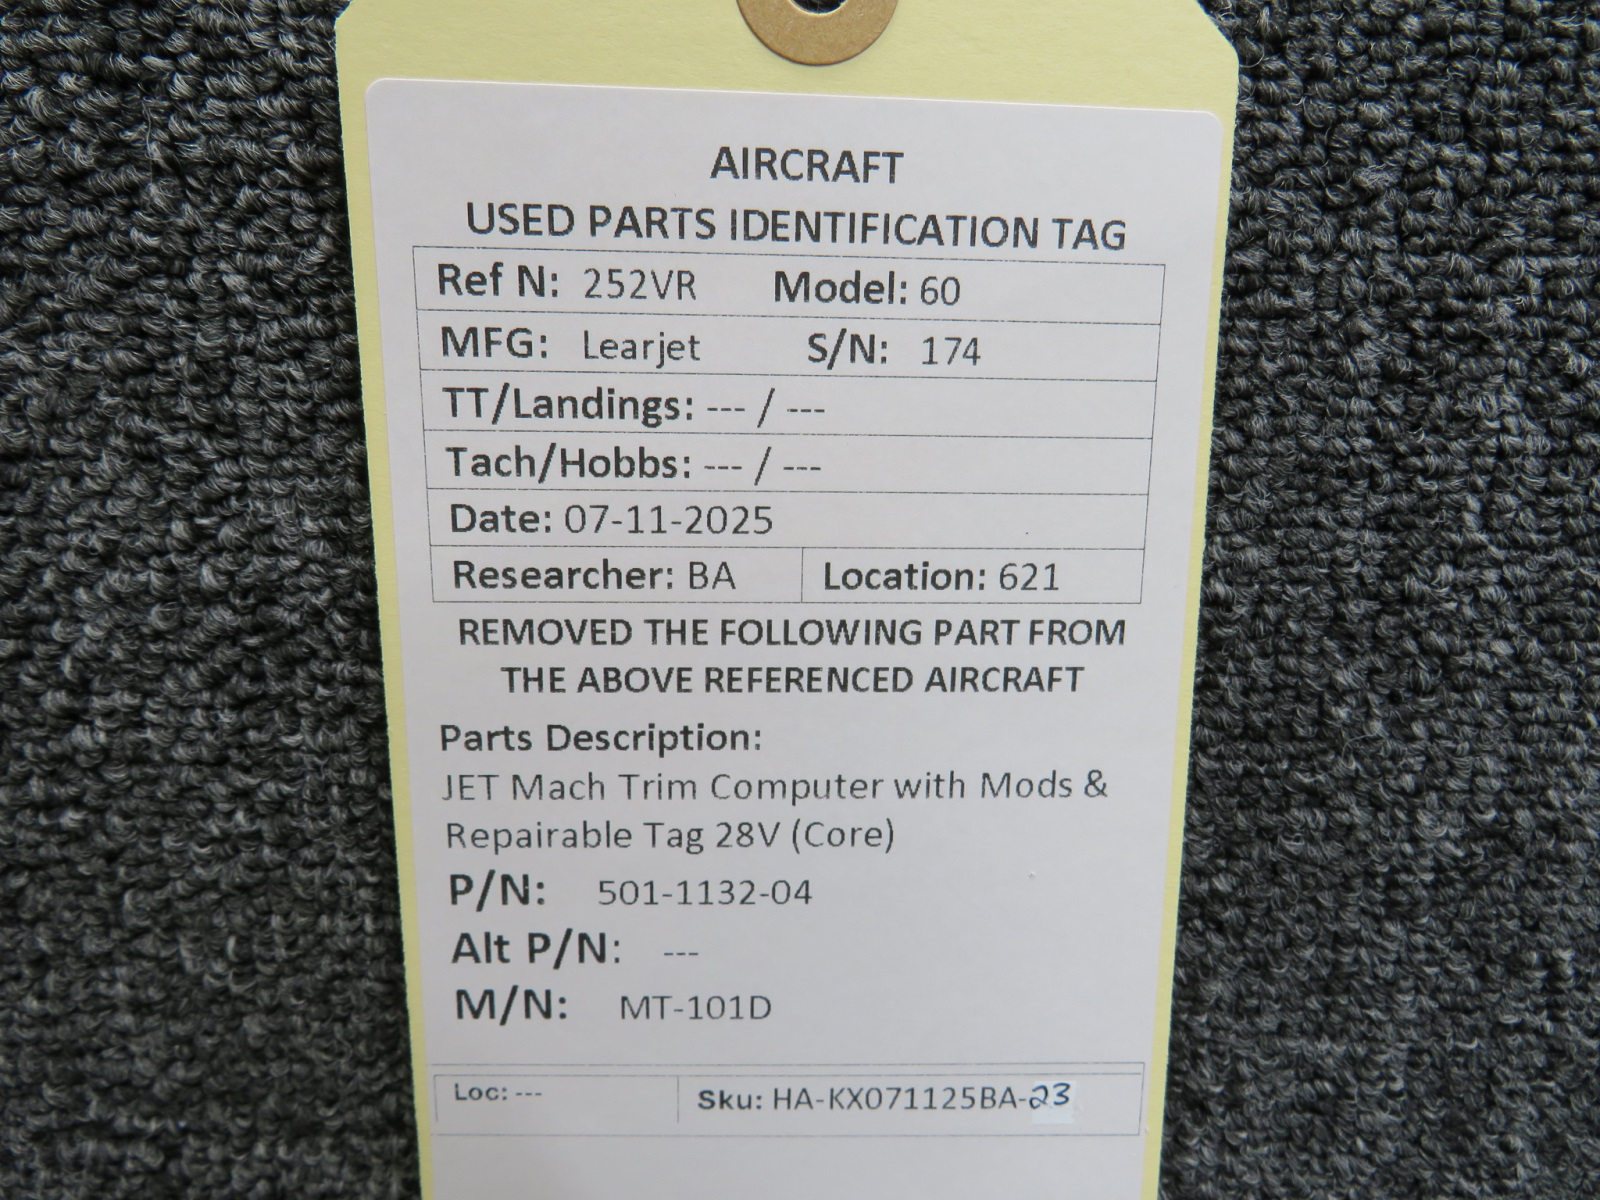 AIRCRAFT
USED PARTS IDENTIFICATION TAG
Ref N: 252VR Model: 60
MFG: Learjet S/N: 174
TT/Landings: --- / ---
Tach/Hobbs: --- / ---
Date: 07-11-2025
Researcher: BA Location: 621
REMOVED THE FOLLOWING PART FROM
THE ABOVE REFERENCED AIRCRAFT
Parts Description:
JET Mach Trim Computer with Mods &
Repairable Tag 28V (Core)
P/N: 501-1132-04
Alt P/N: ---
M/N: MT-101D
Loc: --- Sku: HA-KX071125BA-23